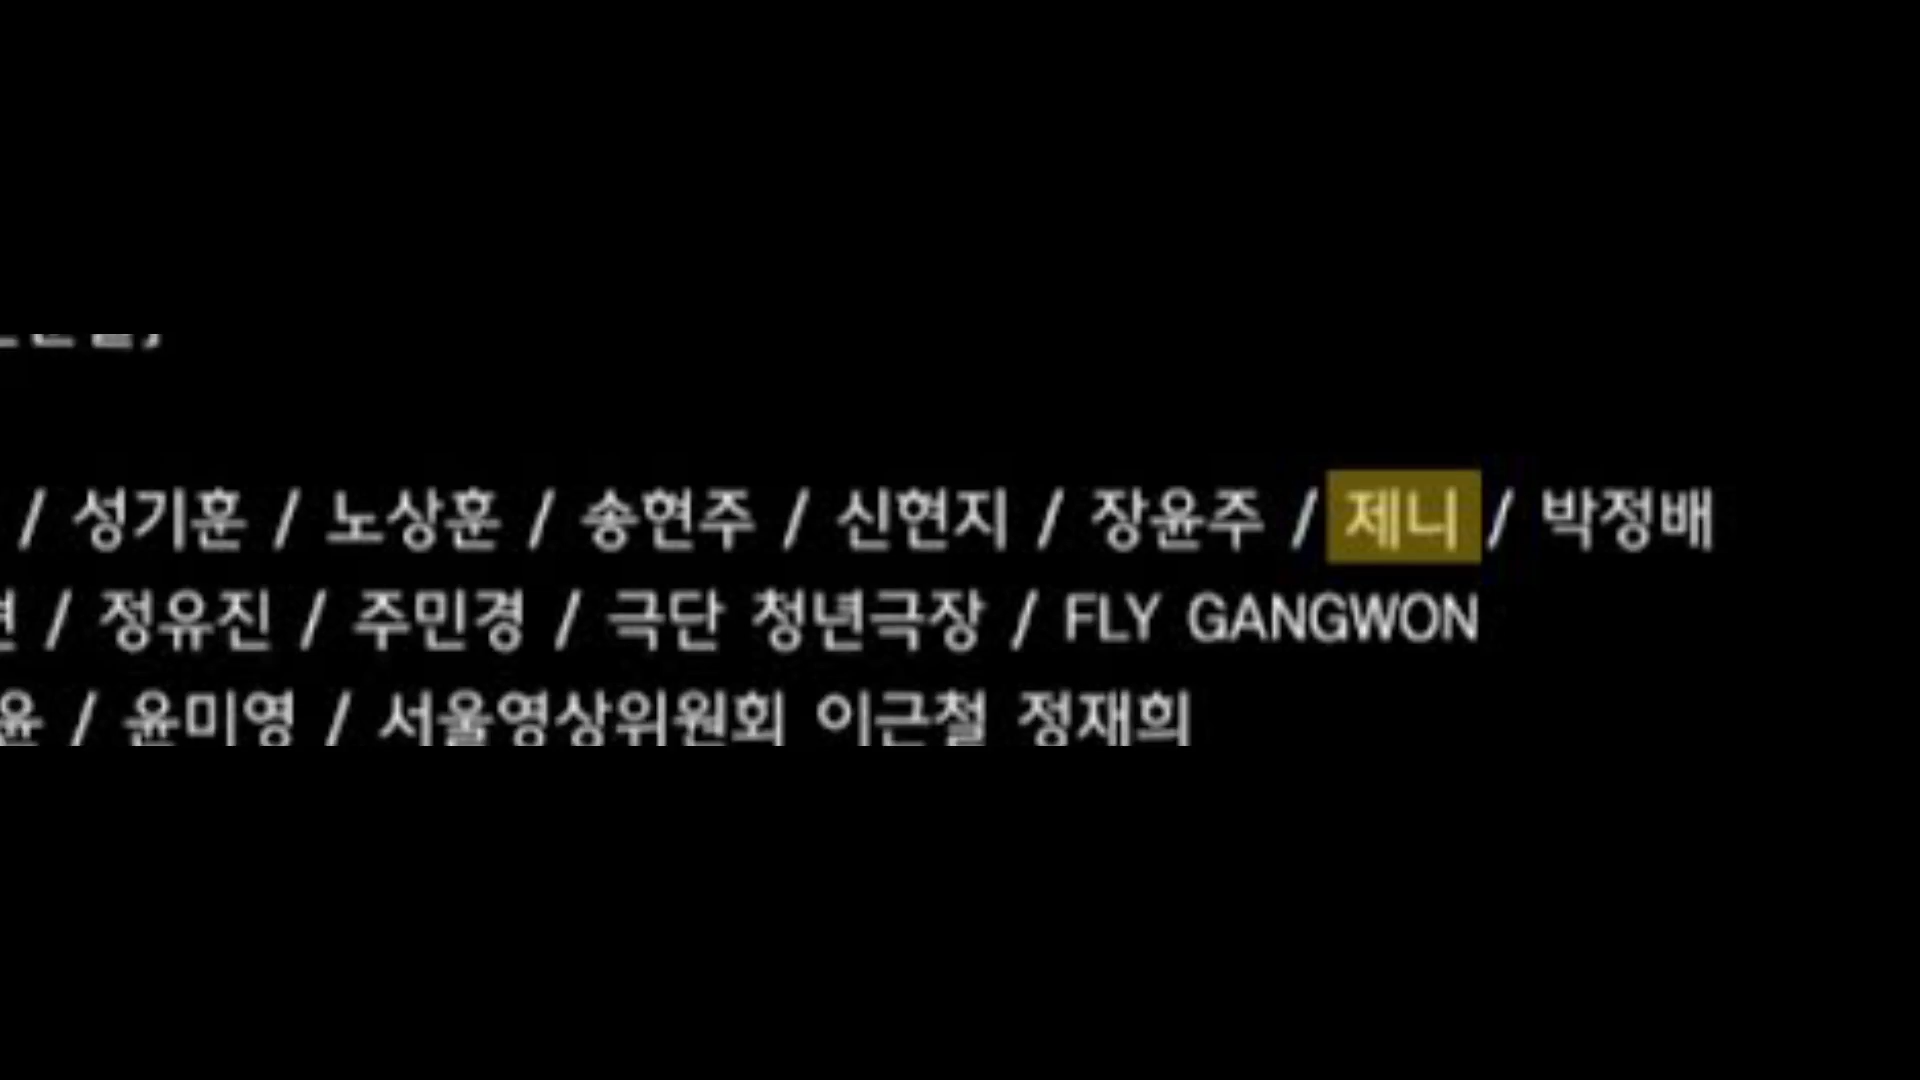 / 성기훈 / 노상훈 / 송현주 / 신현지 / 장윤주 / 제니 / 박정배
/ 정유진 / 주민경 / 극단 청년극장 / FLY GANGWON
윤 / 윤미영 / 서울영상위원회 이근철 정재희